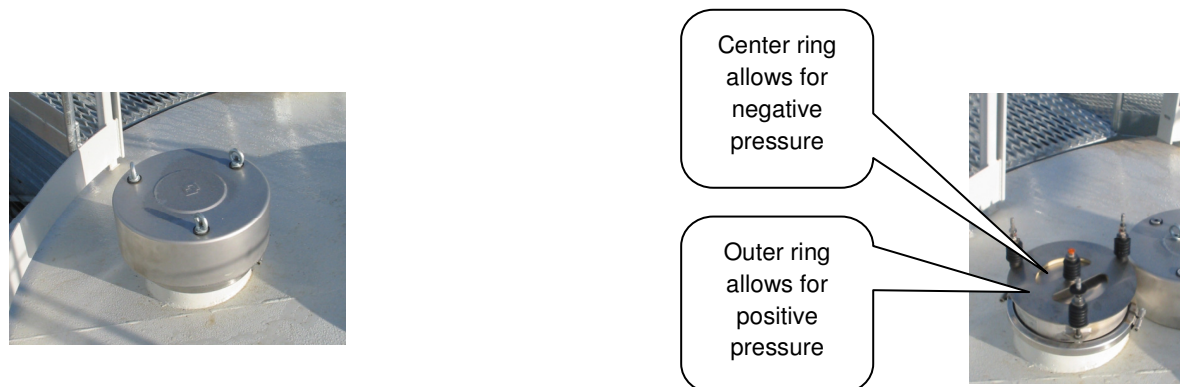 Center ring
allows for
negative
pressure
Outer ring
allows for
positive
pressure